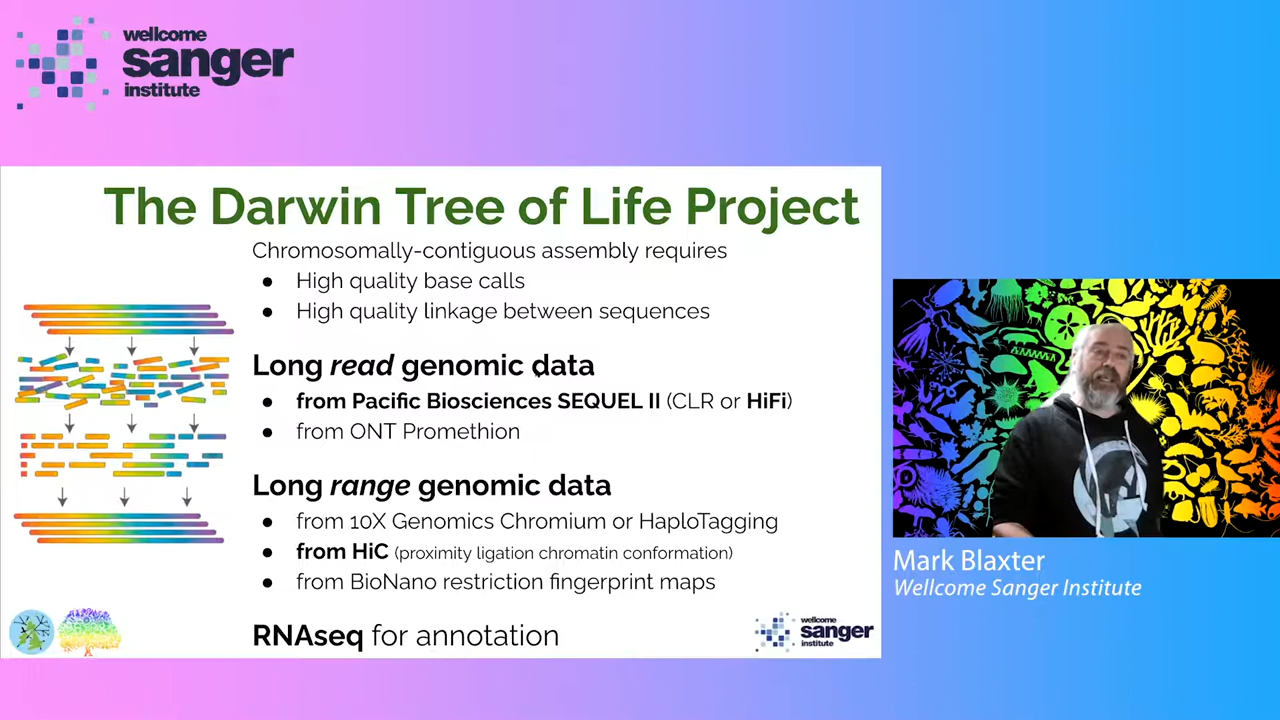 wellcome
sanger
institute
The Darwin Tree of Life Project
Chromosomally-contiguous assembly requires
● High quality base calls
● High quality linkage between sequences
Long read genomic data
● from Pacific Biosciences SEQUEL II (CLR or HiFi)
● from ONT Promethion
Long range genomic data
● from 10X Genomics Chromium or HaploTagging
● from HiC (proximity ligation chromatin conformation)
● from BioNano restriction fingerprint maps
RNAseq for annotation
wellcome
sanger
institute
Mark Blaxter
Wellcome Sanger Institute